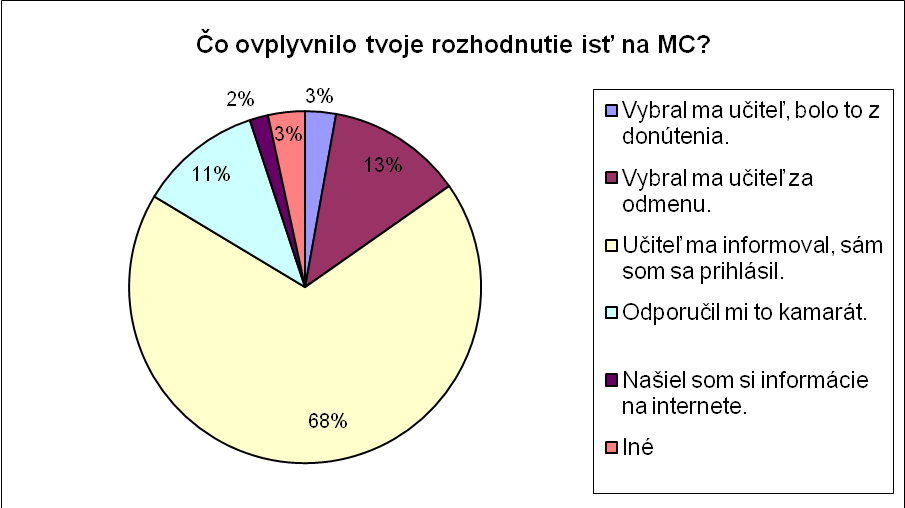 Čo ovplyvnilo tvoje rozhodnutie isť na MC?
3%
13%
68%
11%
2%
3%
Vybral ma učiteľ, bolo to z
donútenia.
Vybral ma učiteľ za
odmenu.
Učiteľ ma informoval, sám
som sa prihlásil.
Odporučil mi to kamarát.
Našiel som si informácie
na internete.
Iné